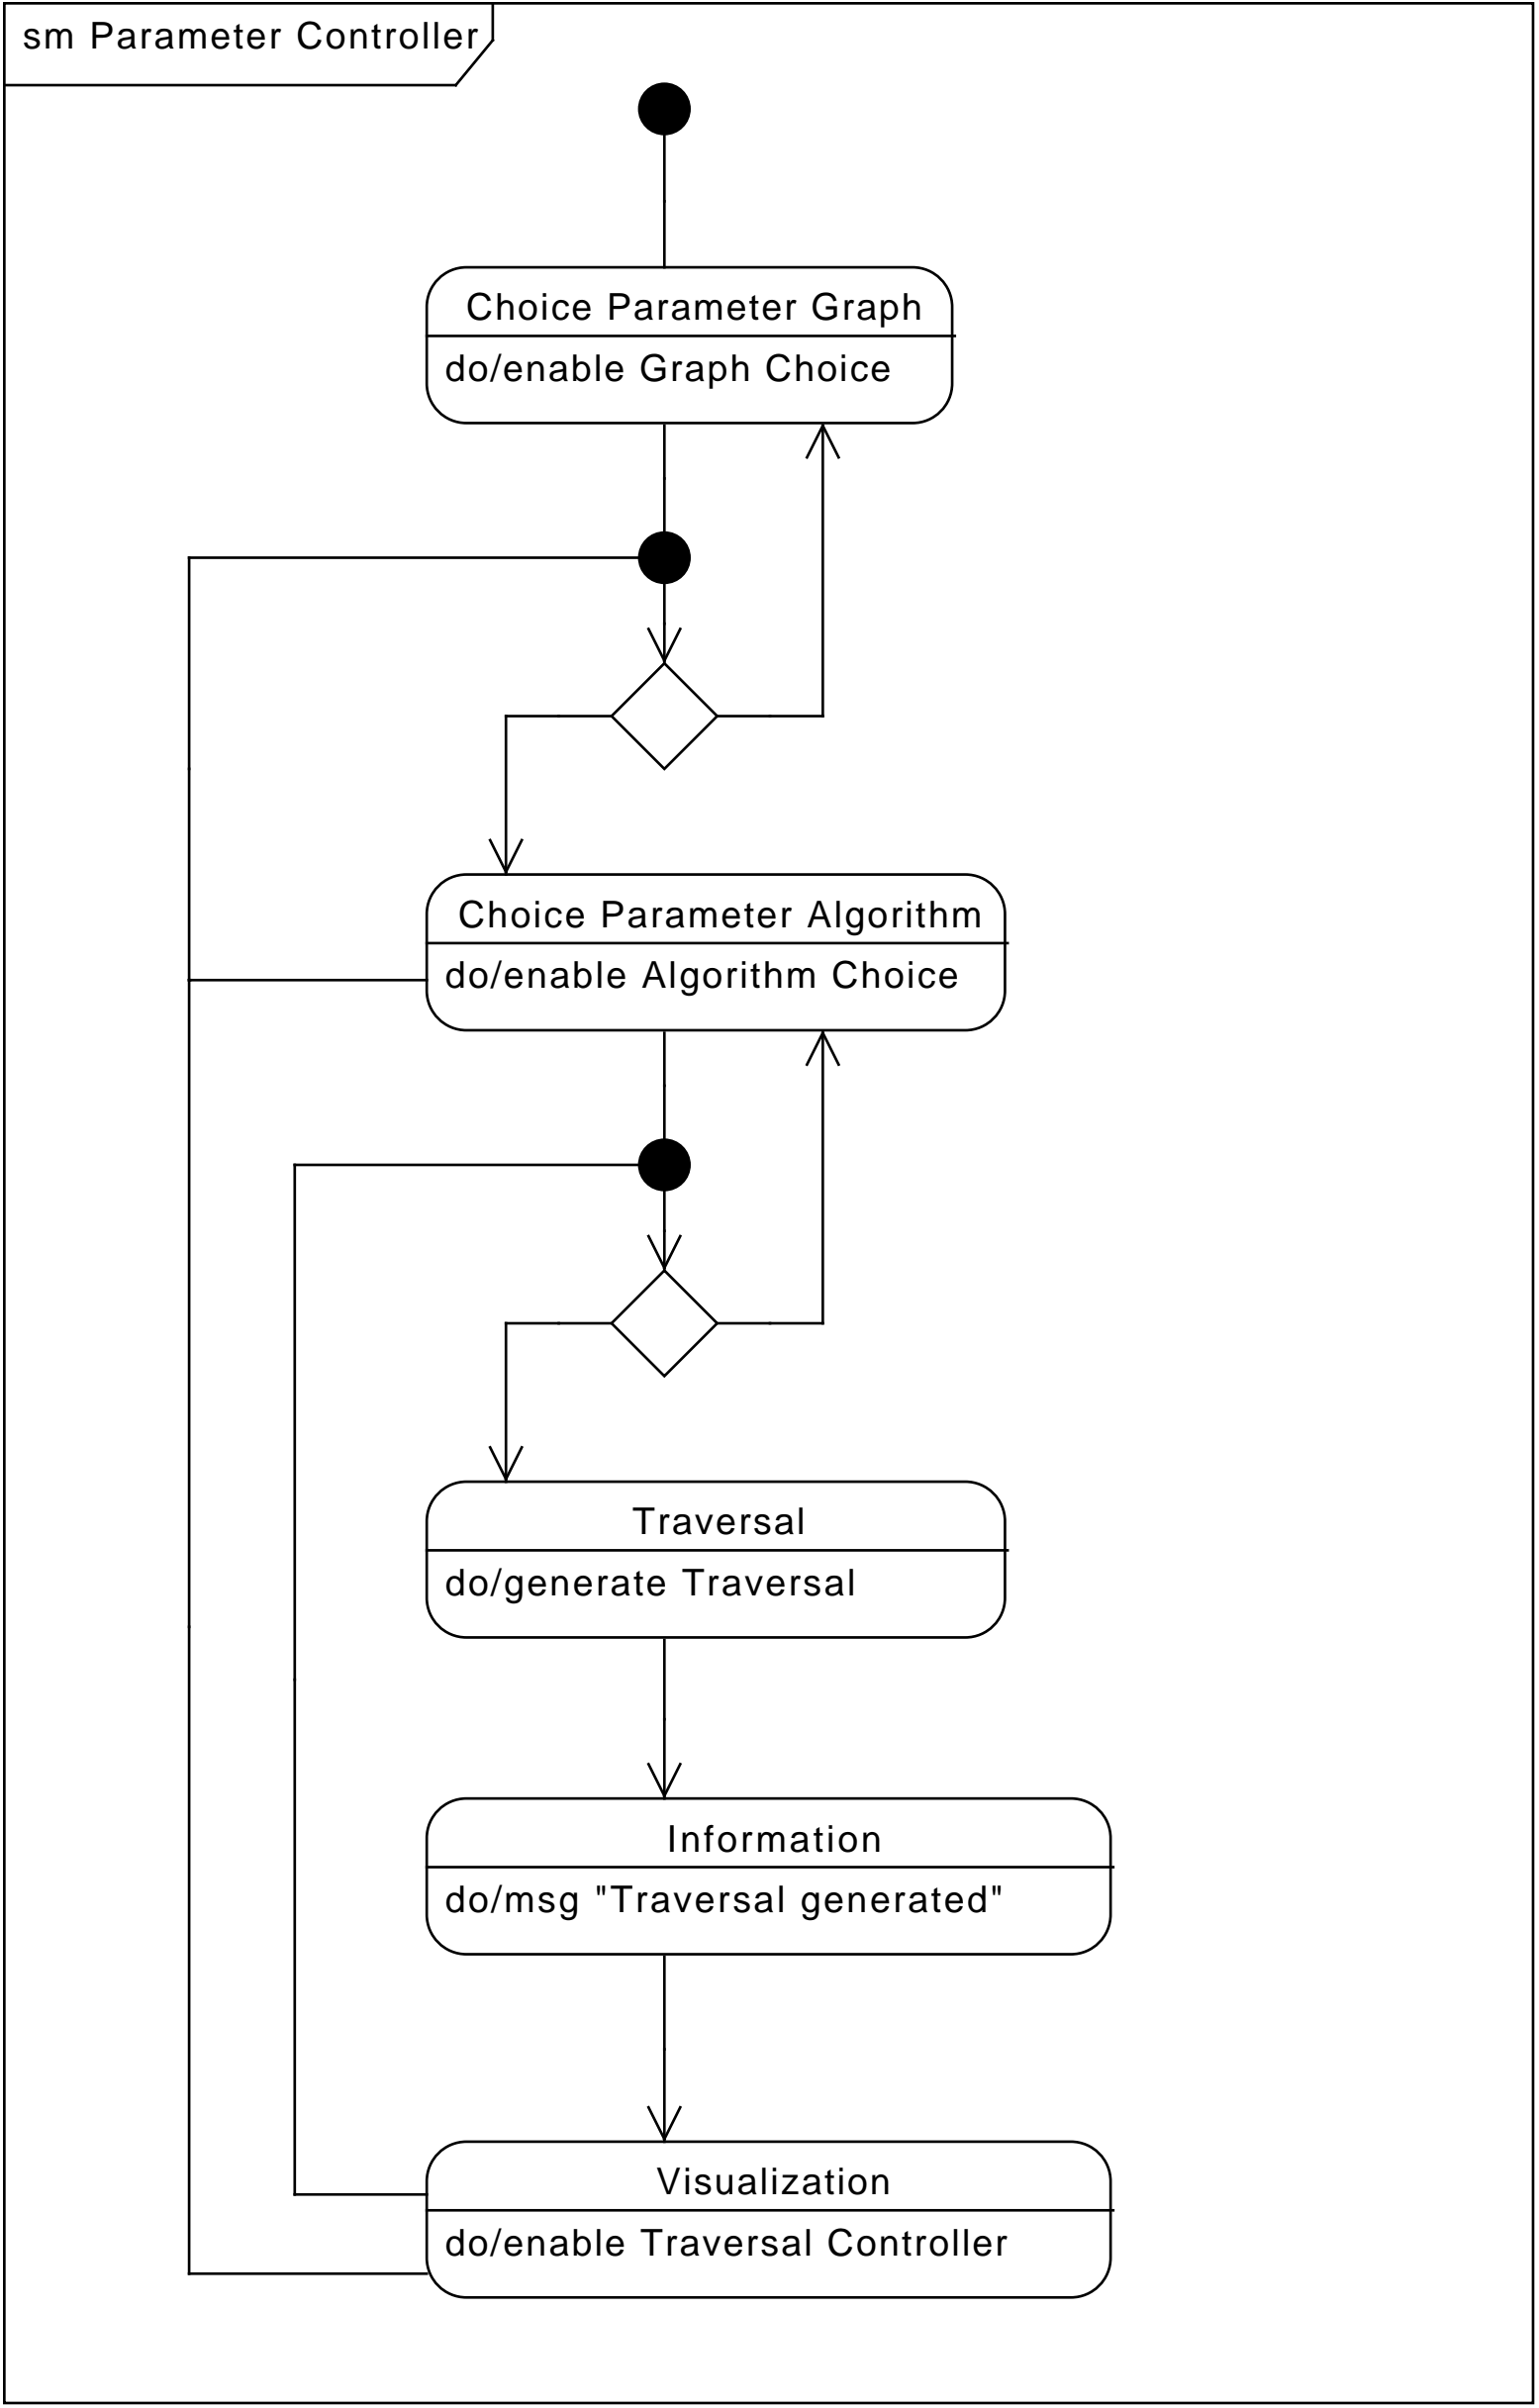 sm Parameter Controller
Choice Parameter Graph
do/enable Graph Choice
Choice Parameter Algorithm
do/enable Algorithm Choice
Traversal
do/generate Traversal
Information
do/msg "Traversal generated"
Visualization
do/enable Traversal Controller